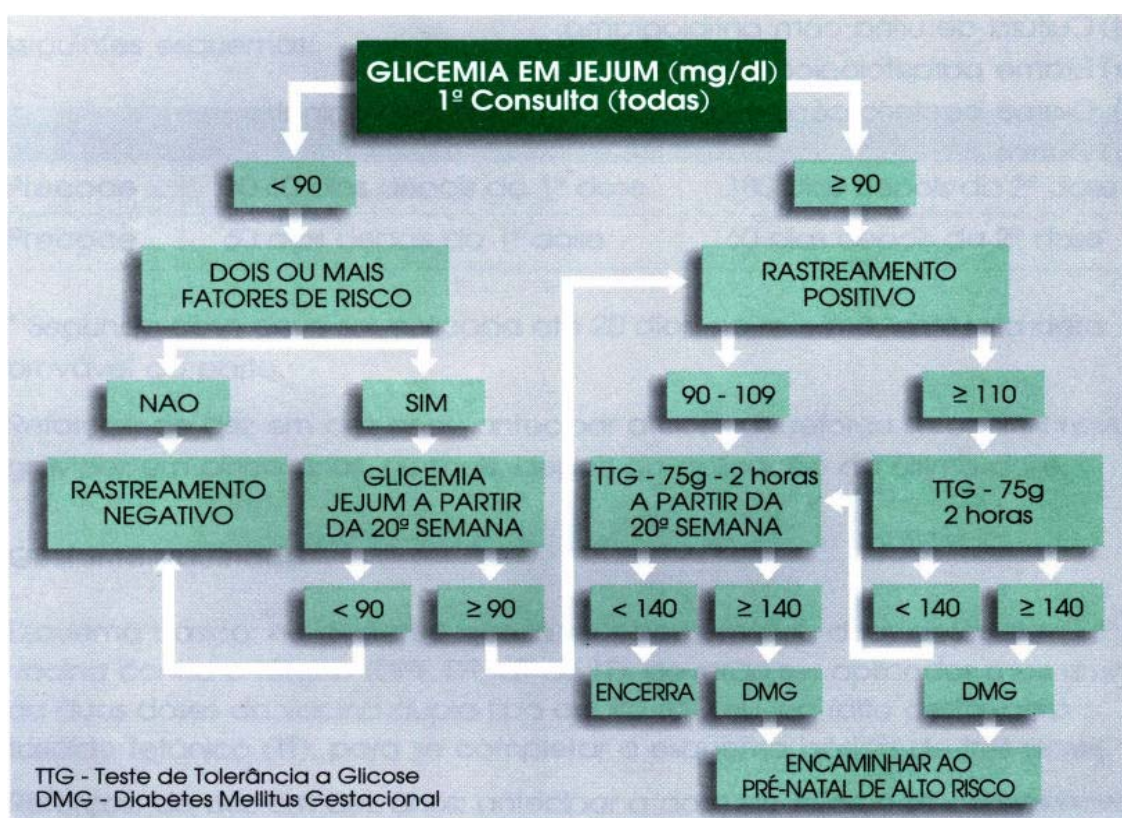 GLICEMIA EM JEJUM (mg/dl)
1ª Consulta (todas)
< 90
≥ 90
DOIS OU MAIS
FATORES DE RISCO
RASTREAMENTO
POSITIVO
NAO
SIM
90 - 109
≥ 110
RASTREAMENTO
NEGATIVO
GLICEMIA
JEJUM A PARTIR
DA 20ª SEMANA
TTG - 75g - 2 horas
A PARTIR DA
20ª SEMANA
TTG - 75g
2 horas
< 90
≥ 90
< 140
≥ 140
< 140
≥ 140
ENCERRA
DMG
DMG
ENCAMINHAR AO
PRÉ-NATAL DE ALTO RISCO
TTG - Teste de Tolerância a Glicose
DMG - Diabetes Mellitus Gestacional